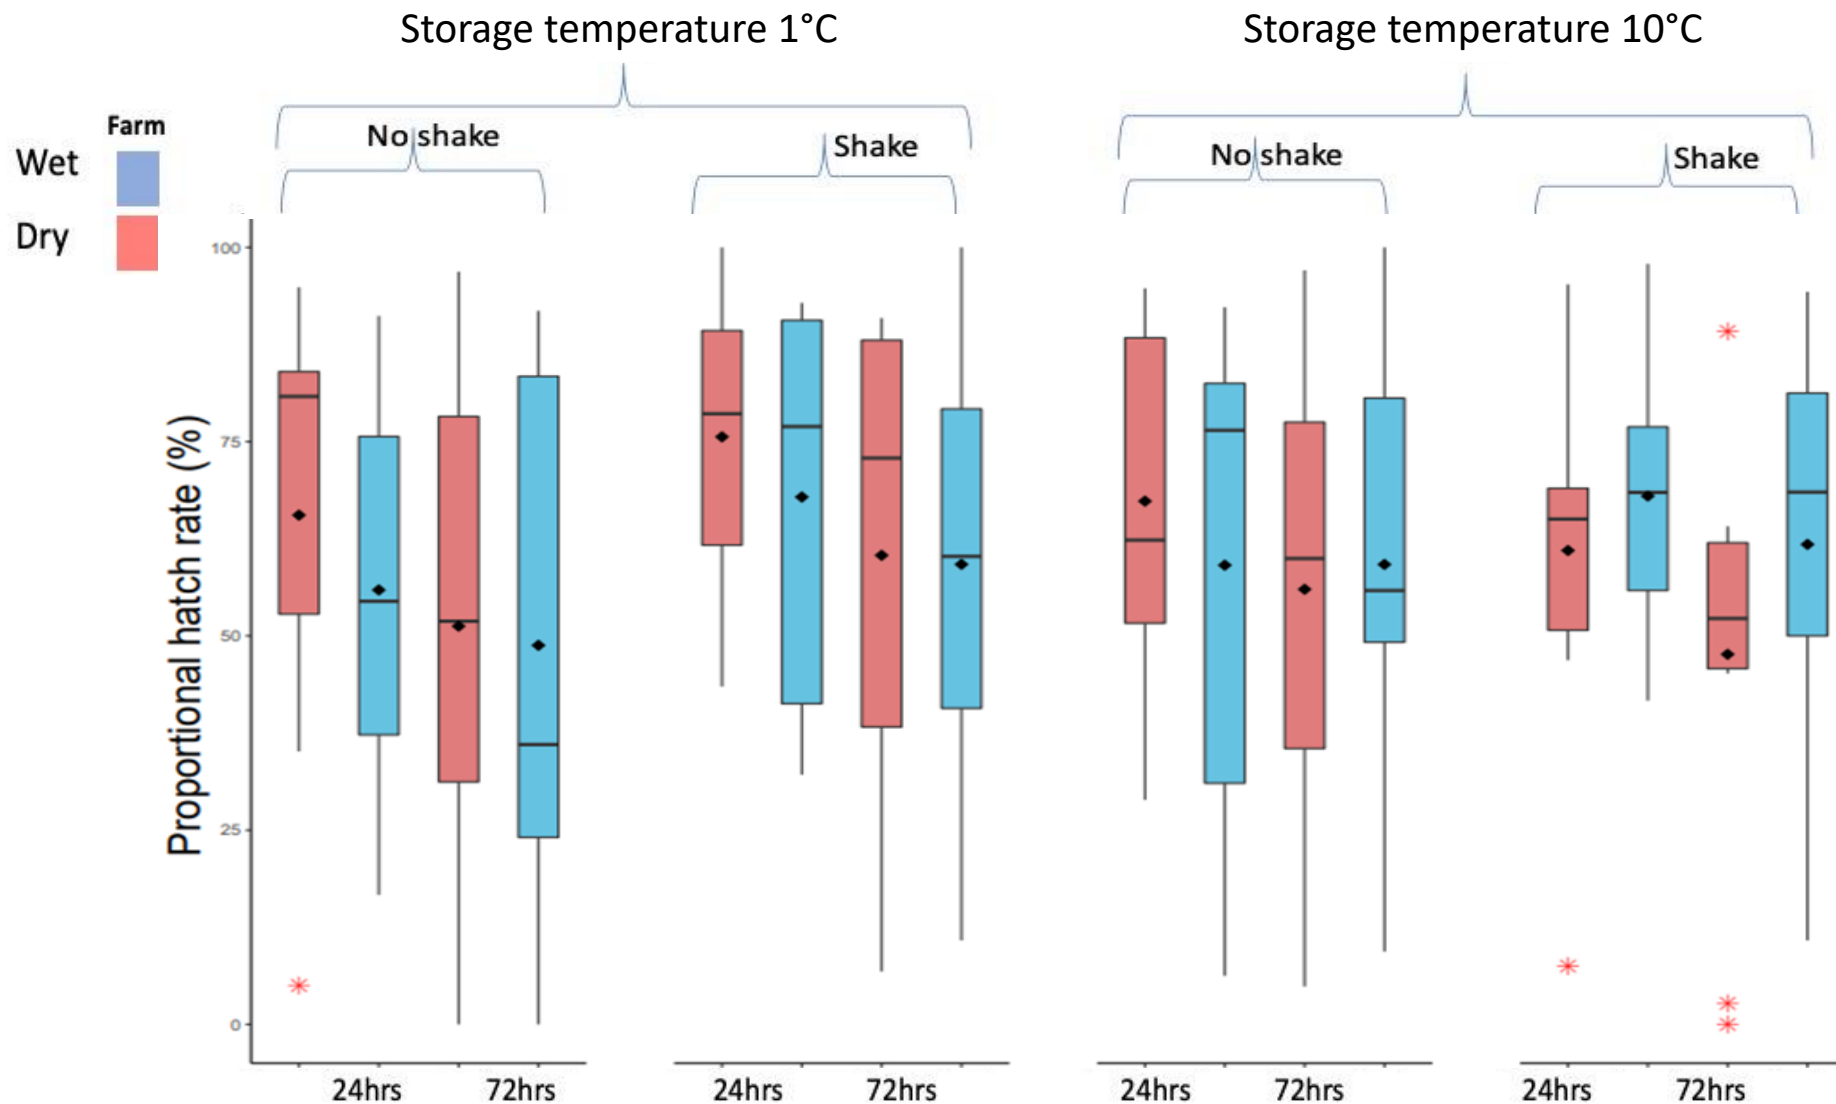 Storage temperature 1°C
Storage temperature 10°C
Farm
Wet
Dry
No shake
Shake
No shake
Shake
Proportional hatch rate (%)
100
75
50
25
0
24hrs
72hrs
24hrs
72hrs
24hrs
72hrs
24hrs
72hrs